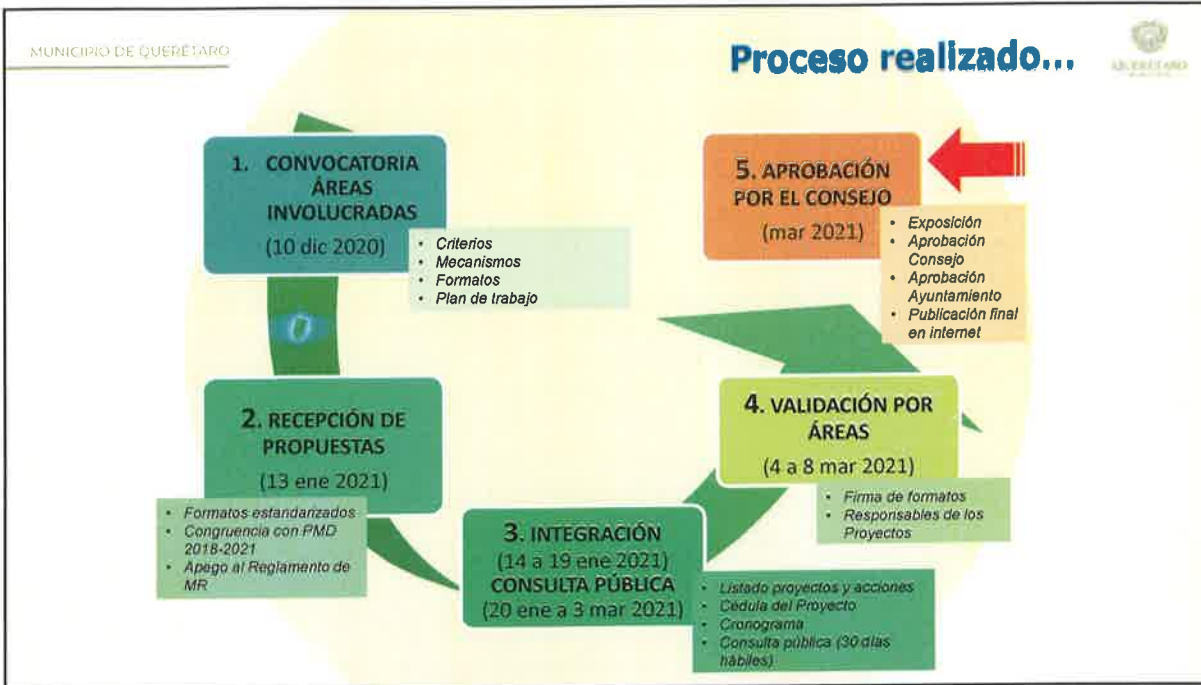 MUNICIPIO DE QUERÉTARO
Proceso realizado...
QUERÉTARO
1. CONVOCATORIA
ÁREAS
INVOLUCRADAS
(10 dic 2020)
• Criterios
• Mecanismos
• Formatos
• Plan de trabajo
2. RECEPCIÓN DE
PROPUESTAS
(13 ene 2021)
• Formatos estandarizados
• Congruencia con PMD
2018-2021
• Apego al Reglamento de
MR
3. INTEGRACIÓN
(14 a 19 ene 2021)
CONSULTA PÚBLICA
(20 ene a 3 mar 2021)
• Listado proyectos y acciones
• Cédula del Proyecto
• Cronograma
• Consulta pública (30 días
hábiles)
4. VALIDACIÓN POR
ÁREAS
(4 a 8 mar 2021)
• Firma de formatos
• Responsables de los
Proyectos
5. APROBACIÓN
POR EL CONSEJO
(mar 2021)
• Exposición
• Aprobación
Consejo
• Aprobación
Ayuntamiento
• Publicación final
en internet